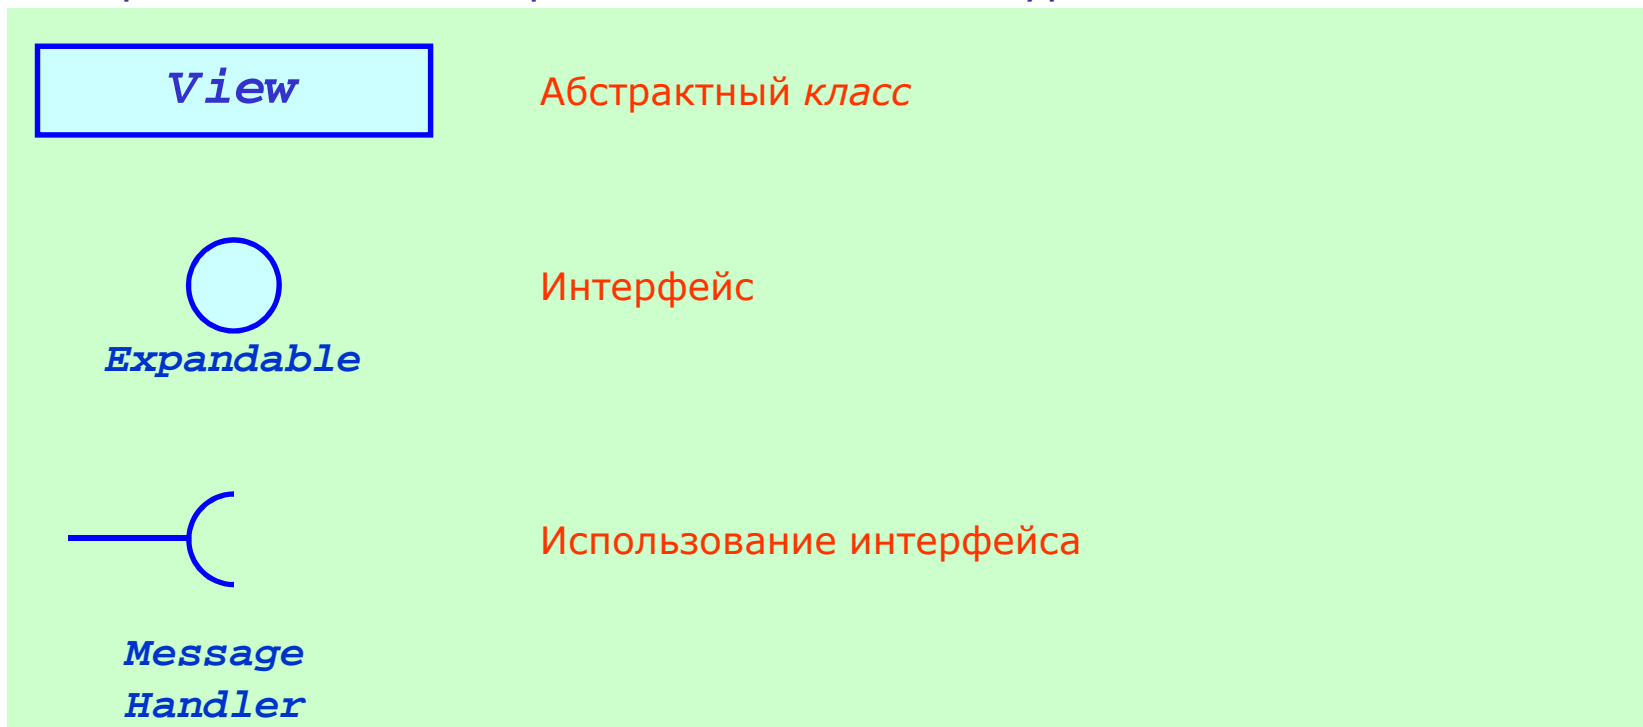 View
Абстрактный класс
Интерфейс
Expandable
Использование интерфейса
Message
Handler